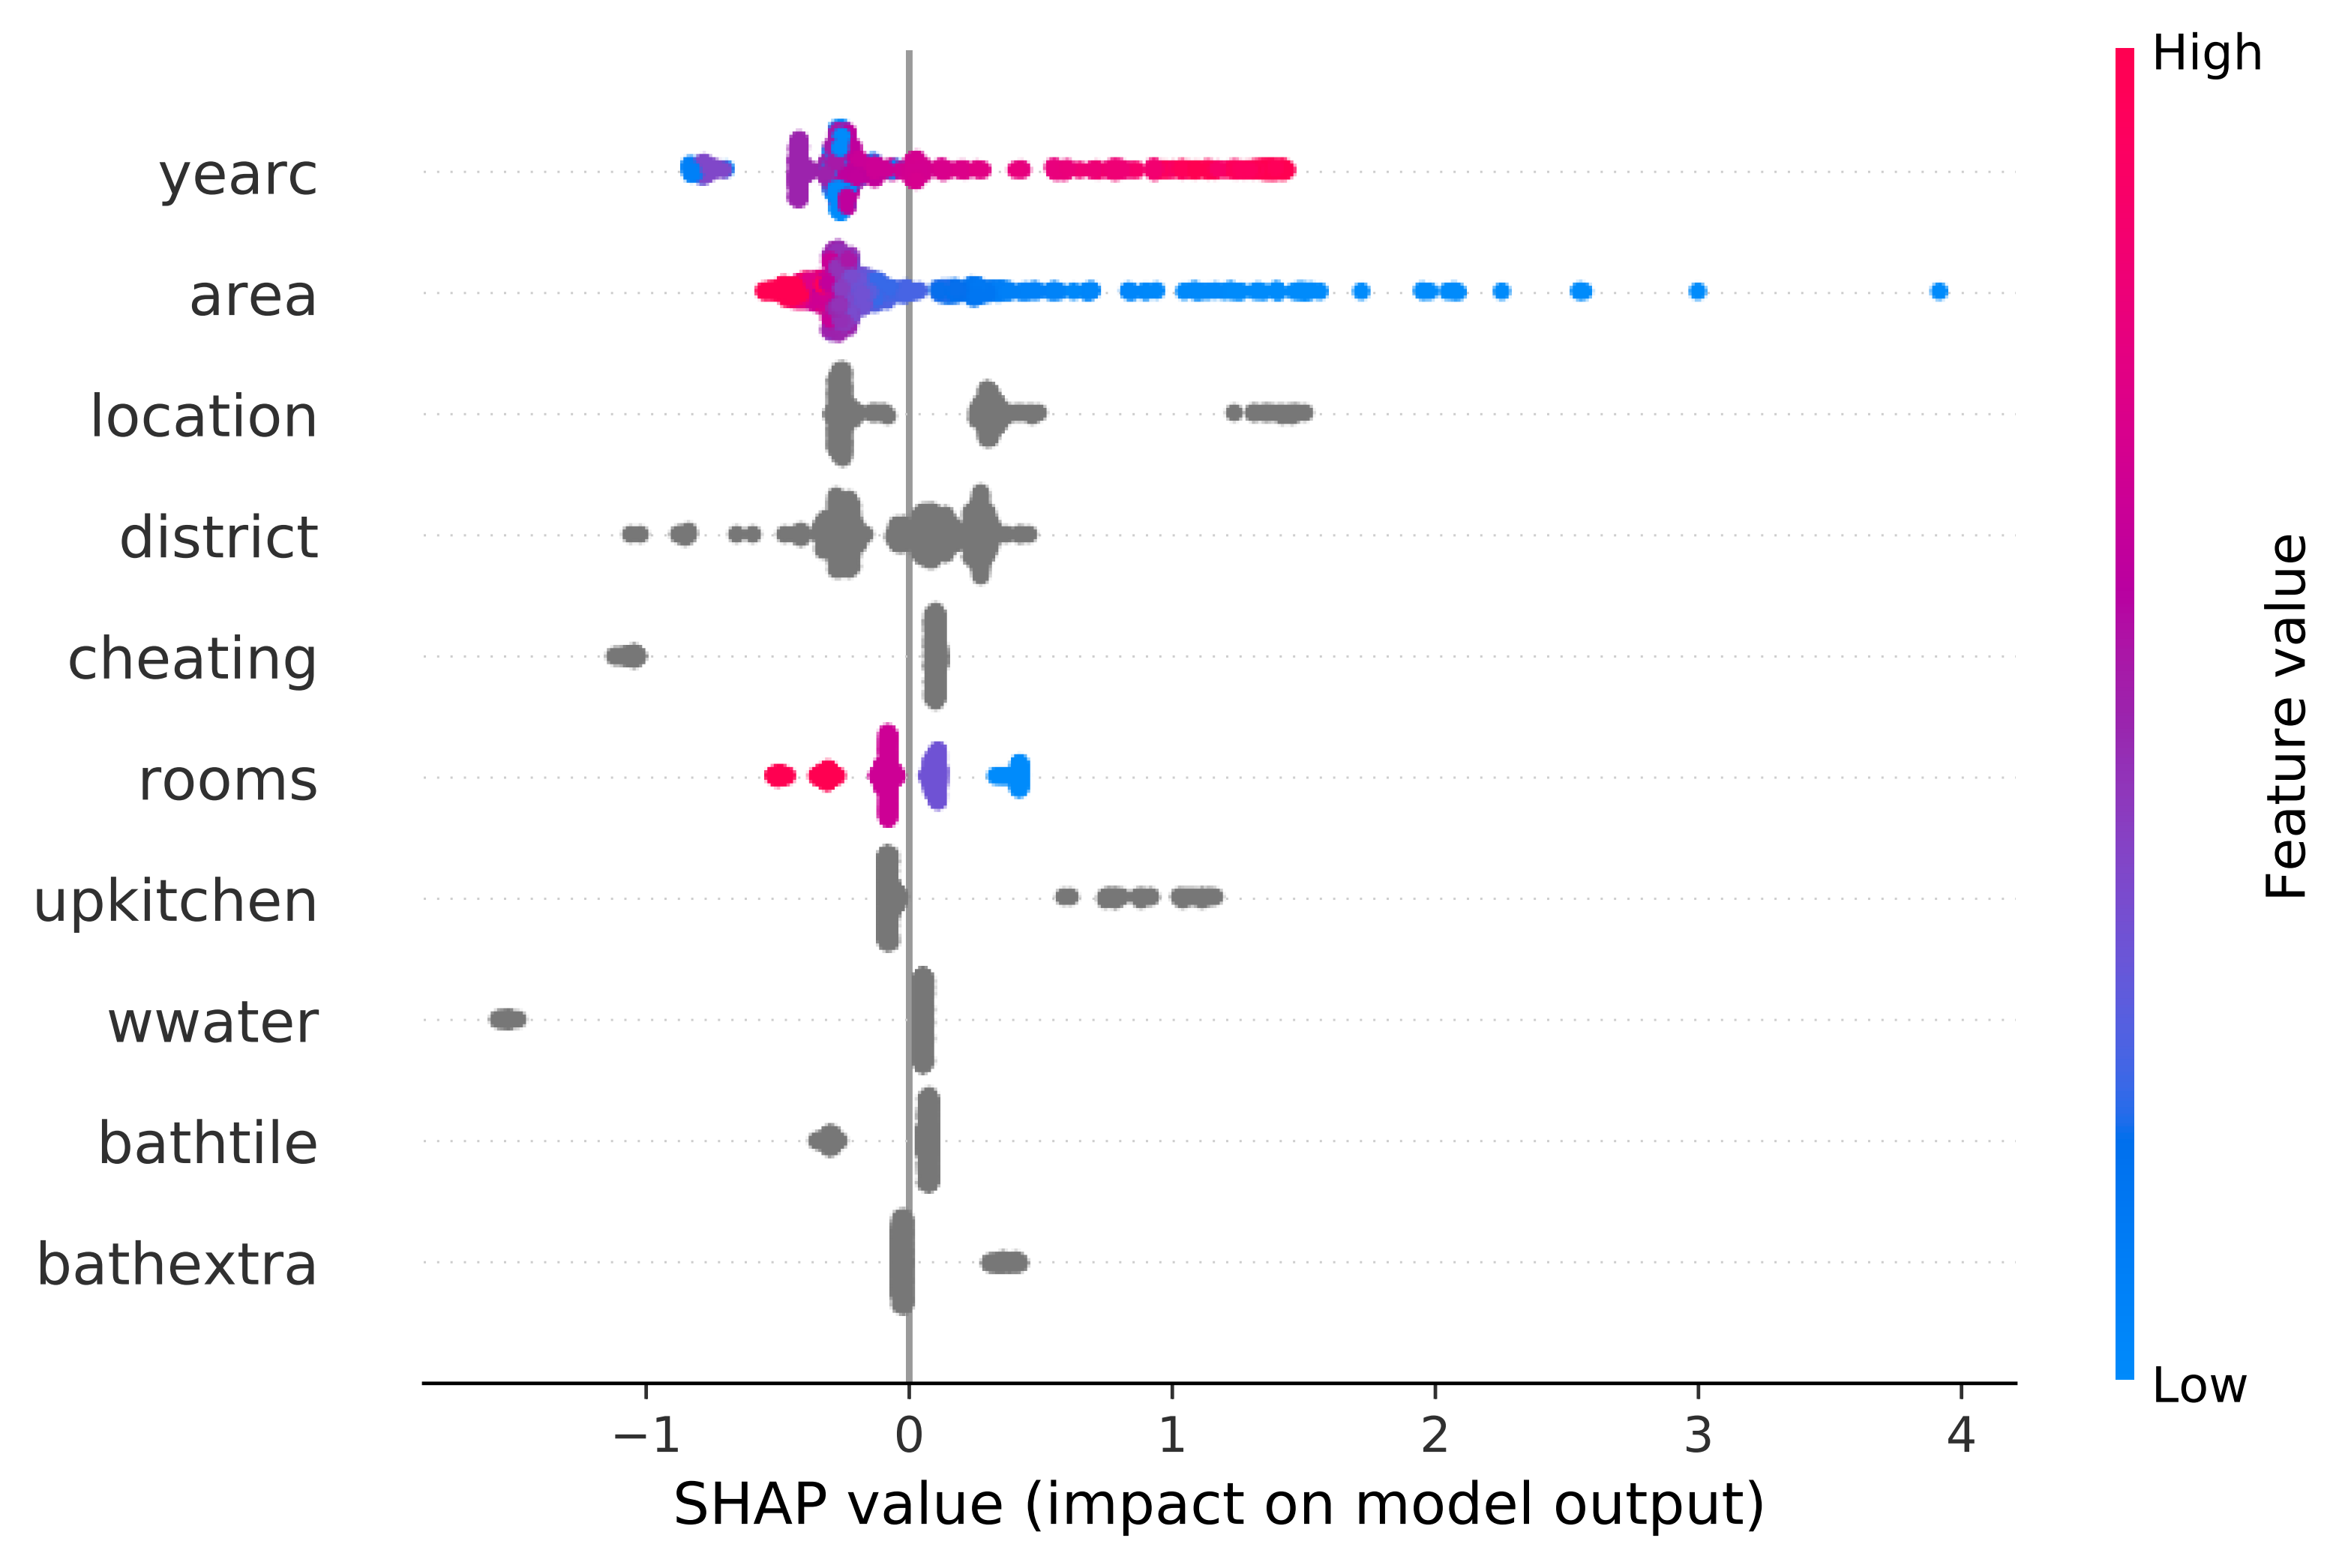 High
yearc
area
location
district
cheating
rooms
upkitchen
wwater
bathtile
bathextra
Feature value
Low
−1 0 1 2 3 4
SHAP value (impact on model output)